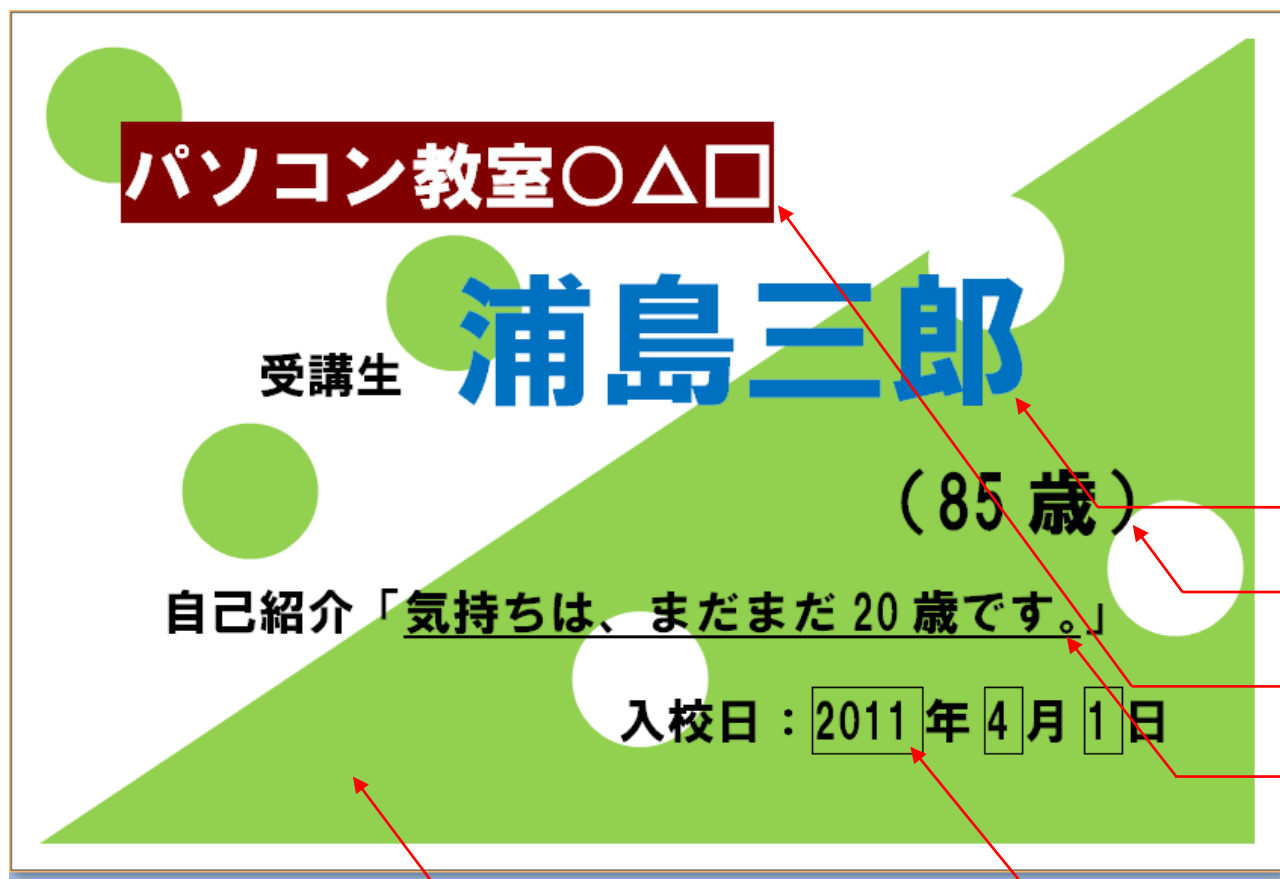 パソコン教室○△□
受講生 浦島三郎
（85歳）
自己紹介「気持ちは、まだまだ20歳です。」
入校日：2011年4月1日